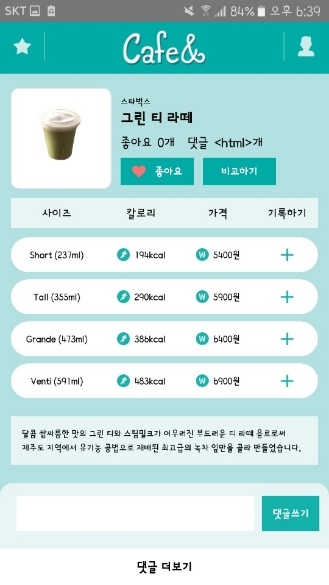 SKT 84% 오후 6:39
Cafe&
스타벅스
그린 티 라떼
좋아요 0개 댓글 <html>개
좋아요 비교하기
사이즈 칼로리 가격 기록하기
Short (237ml) 194kcal W 5400원 +
Tall (355ml) 290kcal W 5900원 +
Grande (473ml) 386kcal W 6400원 +
Venti (591ml) 483kcal W 6900원 +
달콤 쌉싸름한 맛의 그린 티와 스팀밀크가 어우러진 부드러운 티 라떼 음료로써
제주도 지역에서 유기농 공법으로 재배된 최고급의 녹차 잎만을 골라 만들었습니다.
댓글쓰기
댓글 더보기